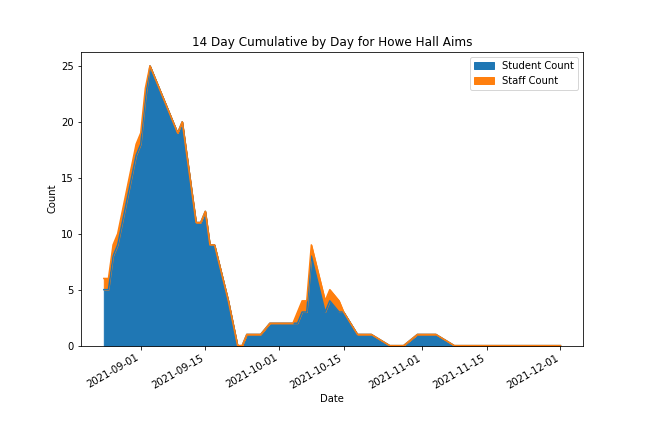 14 Day Cumulative by Day for Howe Hall Aims
Student Count
Staff Count
25
20
15
10
5
0
Count
2021-09-01
2021-09-15
2021-10-01
2021-10-15
2021-11-01
2021-11-15
2021-12-01
Date